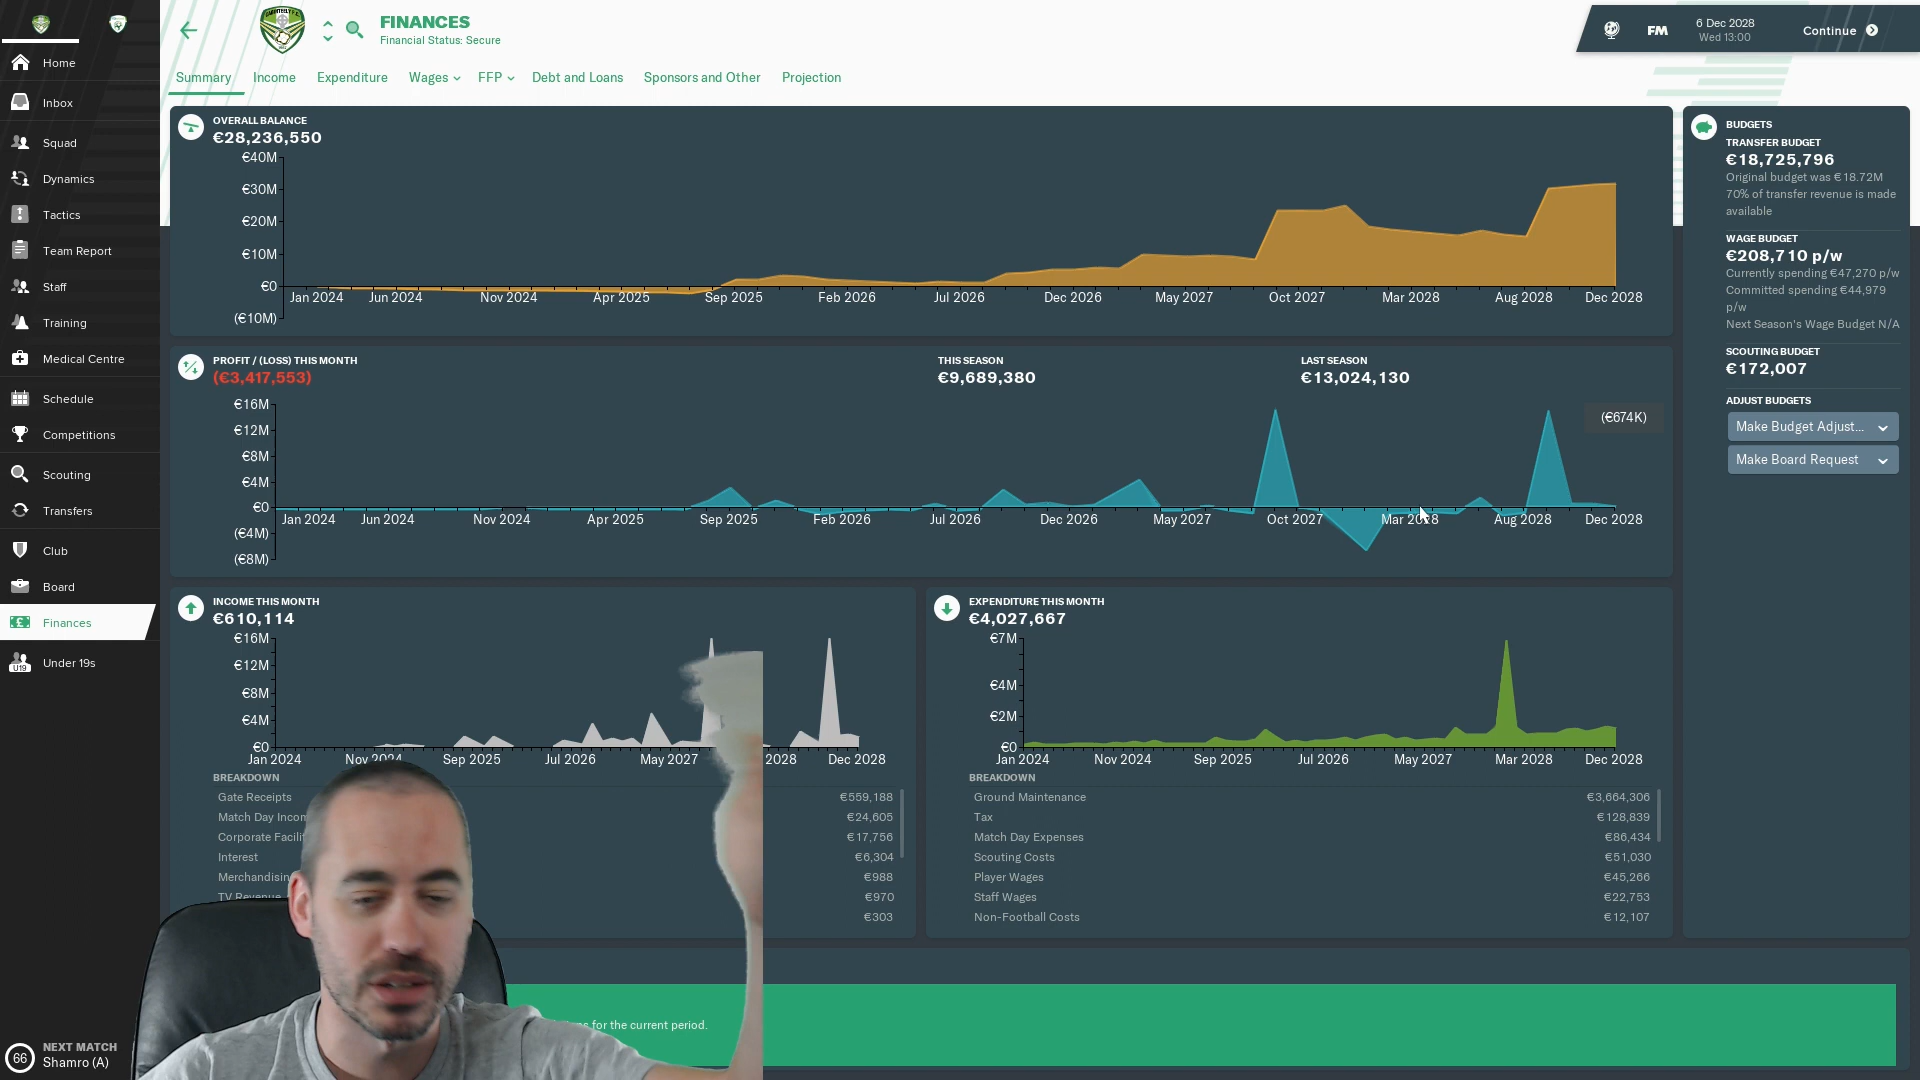 FINANCES
Financial Status: Secure
FM
6 Dec 2028
Wed 13:00
Continue
Summary
Income
Expenditure
Wages
FFP
Debt and Loans
Sponsors and Other
Projection
Home
Inbox
Squad
Dynamics
Tactics
Team Report
Staff
Training
Medical Centre
Schedule
Competitions
Scouting
Transfers
Club
Board
Finances
U19
Under 19s
66
NEXT MATCH
Shamro (A)
OVERALL BALANCE
€28,236,550
€40M
€30M
€20M
€10M
€0
(€10M)
Jan 2024
Jun 2024
Nov 2024
Apr 2025
Sep 2025
Feb 2026
Jul 2026
Dec 2026
May 2027
Oct 2027
Mar 2028
Aug 2028
Dec 2028
PROFIT / (LOSS) THIS MONTH
(€3,417,553)
THIS SEASON
€9,689,380
LAST SEASON
€13,024,130
€16M
€12M
€8M
€4M
€0
(€4M)
(€8M)
(€674K)
Jan 2024
Jun 2024
Nov 2024
Apr 2025
Sep 2025
Feb 2026
Jul 2026
Dec 2026
May 2027
Oct 2027
Mar 2028
Aug 2028
Dec 2028
INCOME THIS MONTH
€610,114
€16M
€12M
€8M
€4M
€0
Jan 2024
Nov 2024
Sep 2025
Jul 2026
May 2027
2028
Dec 2028
BREAKDOWN
Gate Receipts €559,188
Match Day €24,605
Corporate €17,756
Interest €6,304
€988
TV Revenue €970
€303
EXPENDITURE THIS MONTH
€4,027,667
€7M
€4M
€2M
€0
Jan 2024
Nov 2024
Sep 2025
Jul 2026
May 2027
Mar 2028
Dec 2028
BREAKDOWN
Ground Maintenance €3,664,306
Tax €128,839
Match Day Expenses €86,434
Scouting Costs €51,030
Player Wages €45,266
Staff Wages €22,753
Non-Football Costs €12,107
for the current period.
BUDGETS
TRANSFER BUDGET
€18,725,796
Original budget was €18.72M
70% of transfer revenue is made
available
WAGE BUDGET
€208,710 p/w
Currently spending €47,270 p/w
Committed spending €44,979
p/w
Next Season's Wage Budget N/A
SCOUTING BUDGET
€172,007
ADJUST BUDGETS
Make Budget Adjust...
Make Board Request